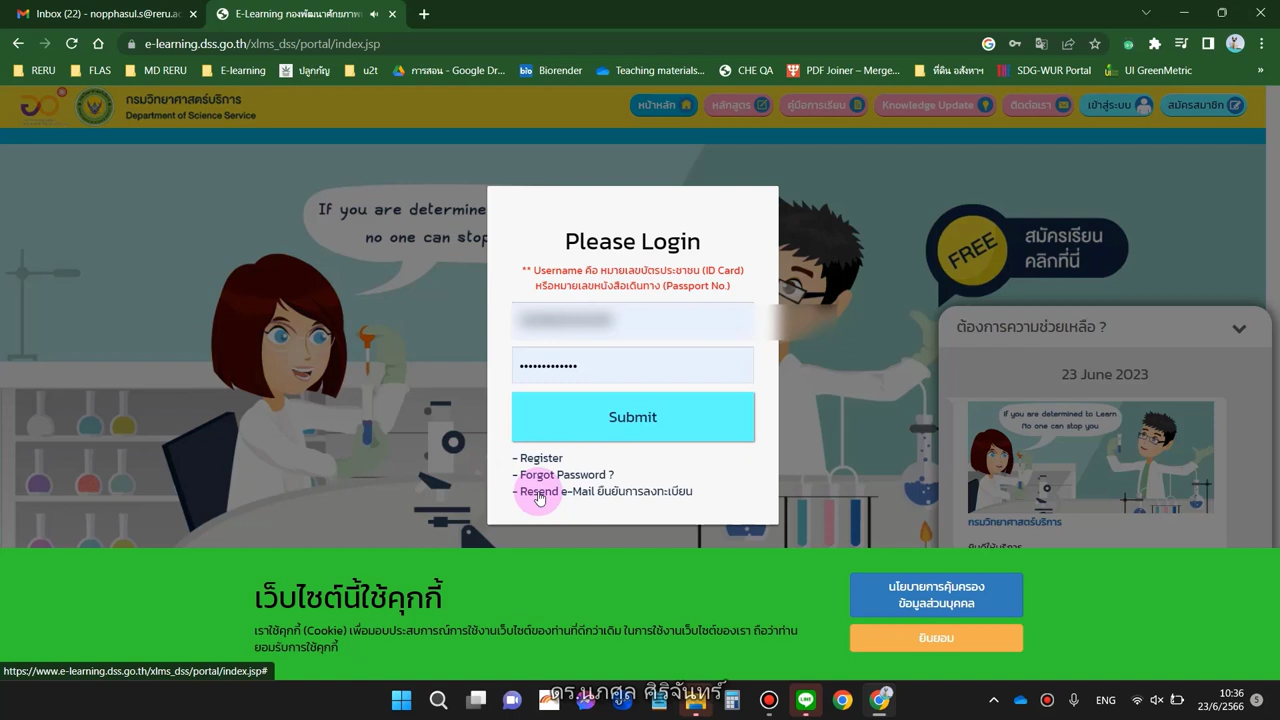 Inbox (22) - nopphasul.s@reru.ac
E-Learning กองพัฒนาศักยภาพ
e-learning.dss.go.th/xlms_dss/portal/index.jsp
RERU FLAS MD RERU E-learning ปลูกกัญ u2t การสอน - Google Dr... Biorender Teaching materials... CHE QA PDF Joiner – Merge... ที่ดิน อสังหาฯ SDG-WUR Portal UI GreenMetric »
กรมวิทยาศาสตร์บริการ
Department of Science Service
หน้าหลัก หลักสูตร คู่มือการเรียน Knowledge Update ติดต่อเรา เข้าสู่ระบบ สมัครสมาชิก
If you are determine
no one can stop
FREE
สมัครเรียน
คลิกที่นี่
Please Login
** Username คือ หมายเลขบัตรประชาชน (ID Card)
หรือหมายเลขหนังสือเดินทาง (Passport No.)
•••••••••••••
Submit
- Register
- Forgot Password ?
- Resend e-Mail ยืนยันการลงทะเบียน
ต้องการความช่วยเหลือ ?
23 June 2023
If you are determined to Learn
No one can stop you
กรมวิทยาศาสตร์บริการ
ยินดีให้บริการ
เว็บไซต์นี้ใช้คุกกี้
เราใช้คุกกี้ (Cookie) เพื่อมอบประสบการณ์การใช้งานเว็บไซต์ของท่านที่ดีกว่าเดิม ในการใช้งานเว็บไซต์ของเรา ถือว่าท่าน
ยอมรับการใช้คุกกี้
นโยบายการคุ้มครอง
ข้อมูลส่วนบุคคล
ยินยอม
https://www.e-learning.dss.go.th/xlms_dss/portal/index.jsp#
ดร.นภศูล ศิริจันทร์
ENG
10:36
23/6/2566